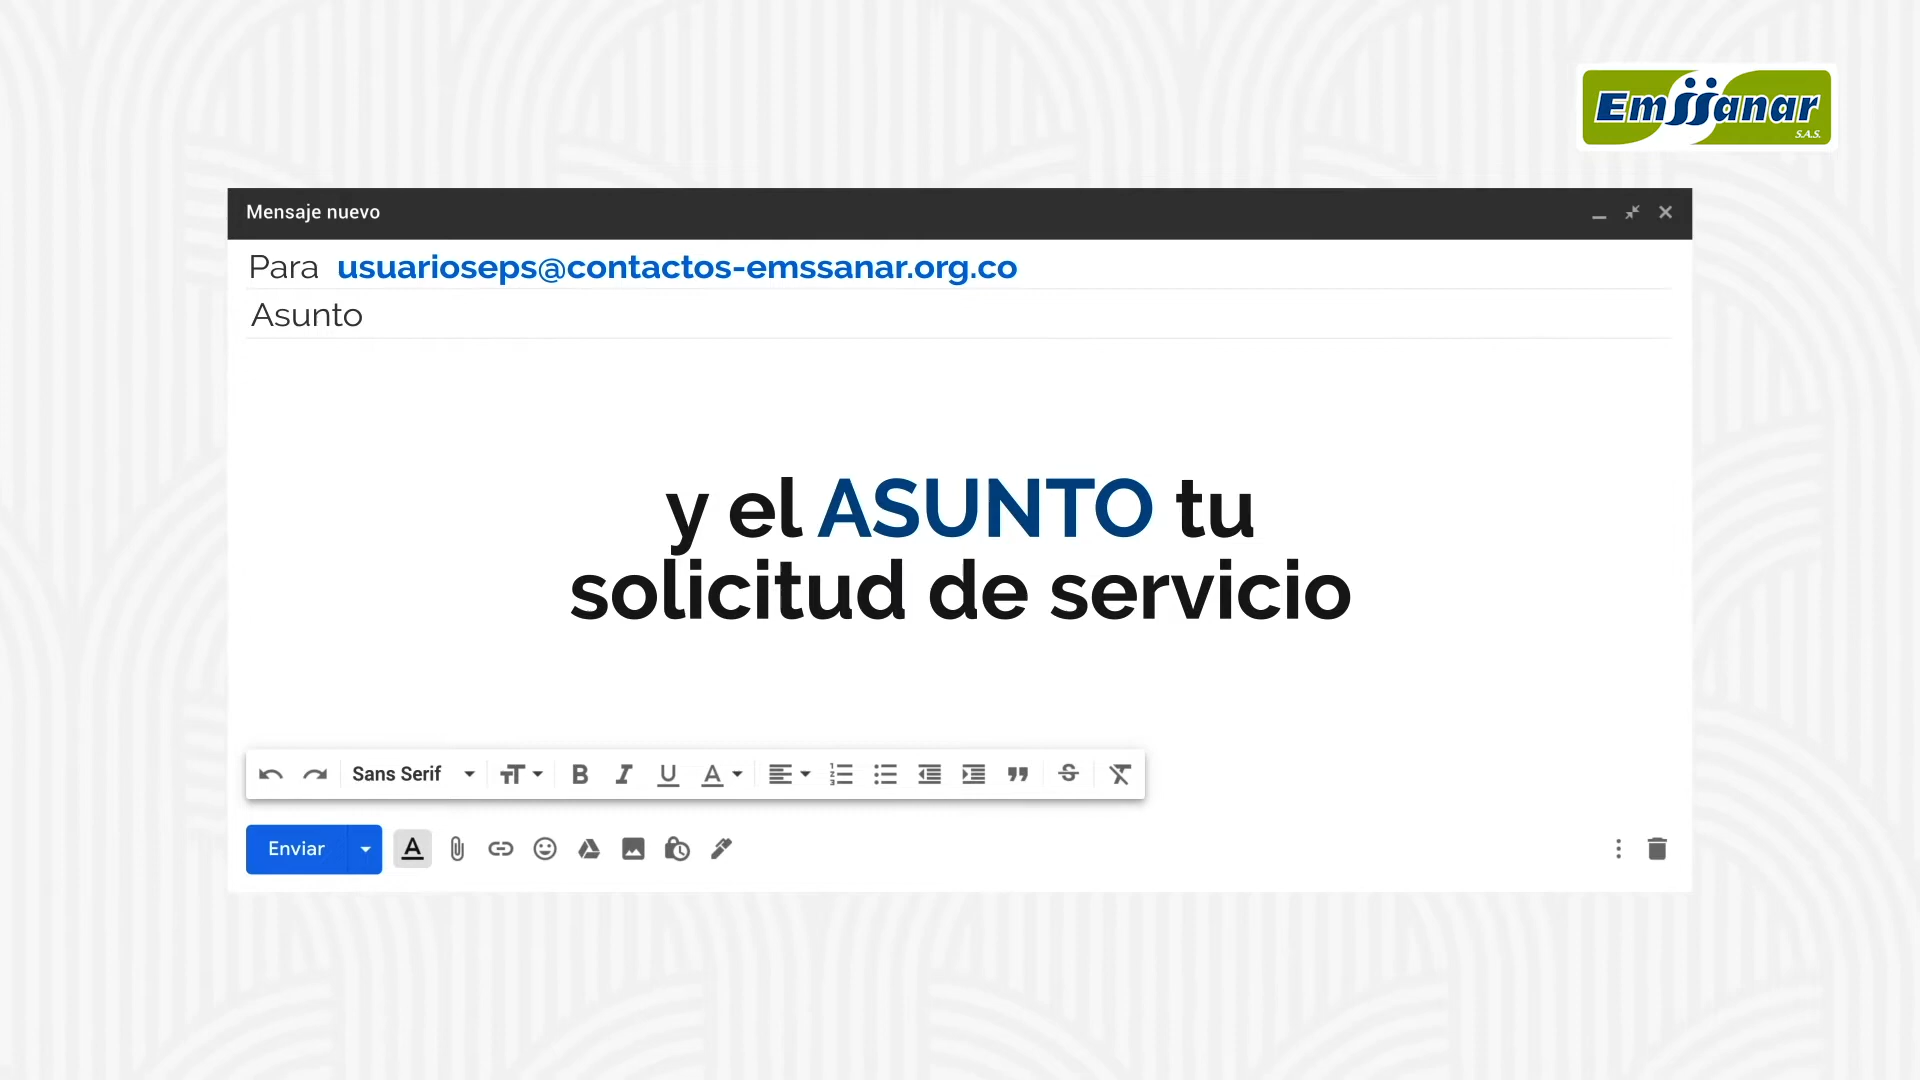 Emssanar
S.A.S.
Mensaje nuevo
Para usuarioseps@contactos-emssanar.org.co
Asunto
y el ASUNTO tu
solicitud de servicio
Sans Serif
Enviar